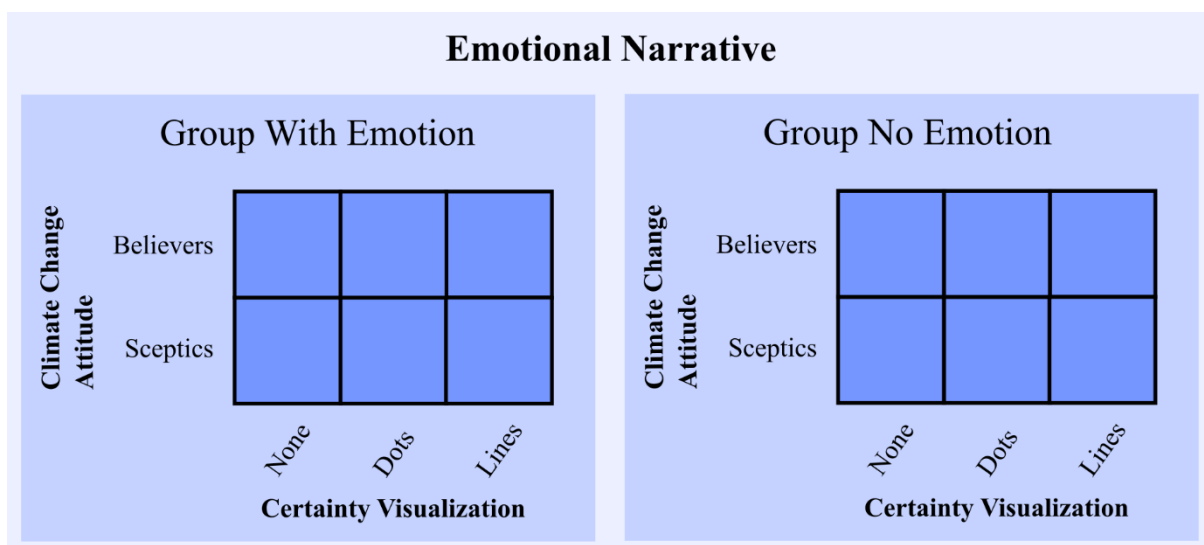 Emotional Narrative
Group With Emotion
Climate Change
Attitude
Believers
Sceptics
None
Dots
Lines
Certainty Visualization
Group No Emotion
Climate Change
Attitude
Believers
Sceptics
None
Dots
Lines
Certainty Visualization